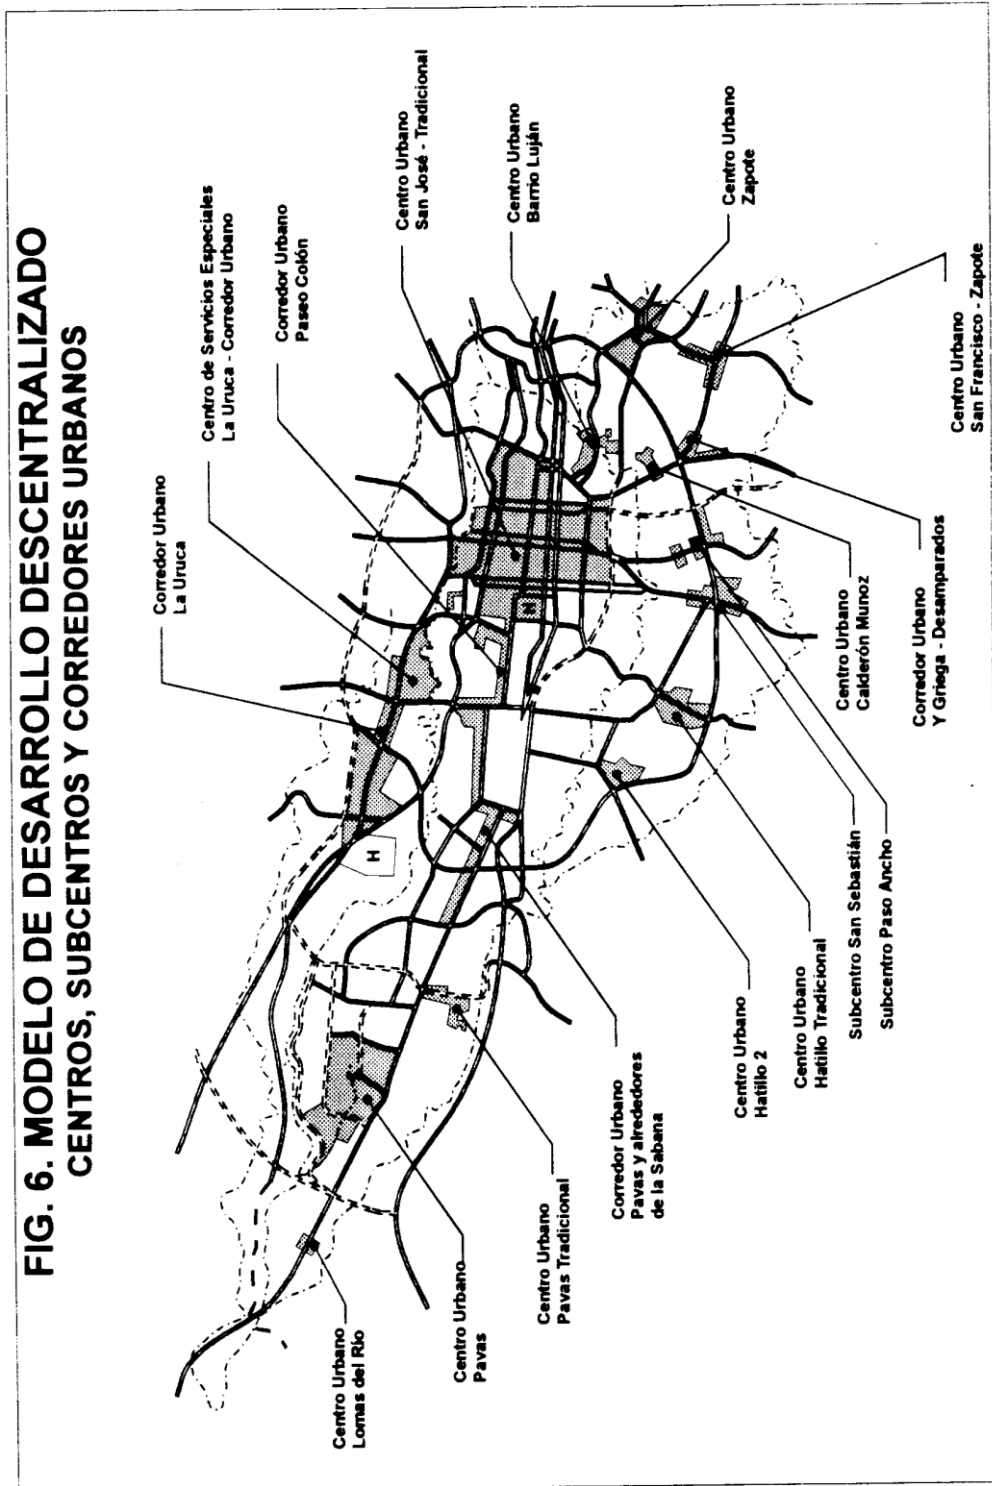 FIG. 6. MODELO DE DESARROLLO DESCENTRALIZADO
CENTROS, SUBCENTROS Y CORREDORES URBANOS
Corredor Urbano
La Uruca
Centro de Servicios Especiales
La Uruca - Corredor Urbano
Corredor Urbano
Paseo Colón
Centro Urbano
San José - Tradicional
Centro Urbano
Barrio Luján
Centro Urbano
Zapote
H
H
Centro Urbano
Lomas del Río
Centro Urbano
Pavas
Centro Urbano
Pavas Tradicional
Corredor Urbano
Pavas y alrededores
de la Sabana
Centro Urbano
Hatillo 2
Centro Urbano
Hatillo Tradicional
Subcentro San Sebastián
Subcentro Paso Ancho
Centro Urbano
Calderón Munoz
Corredor Urbano
Y Griega - Desamparados
Centro Urbano
San Francisco - Zapote